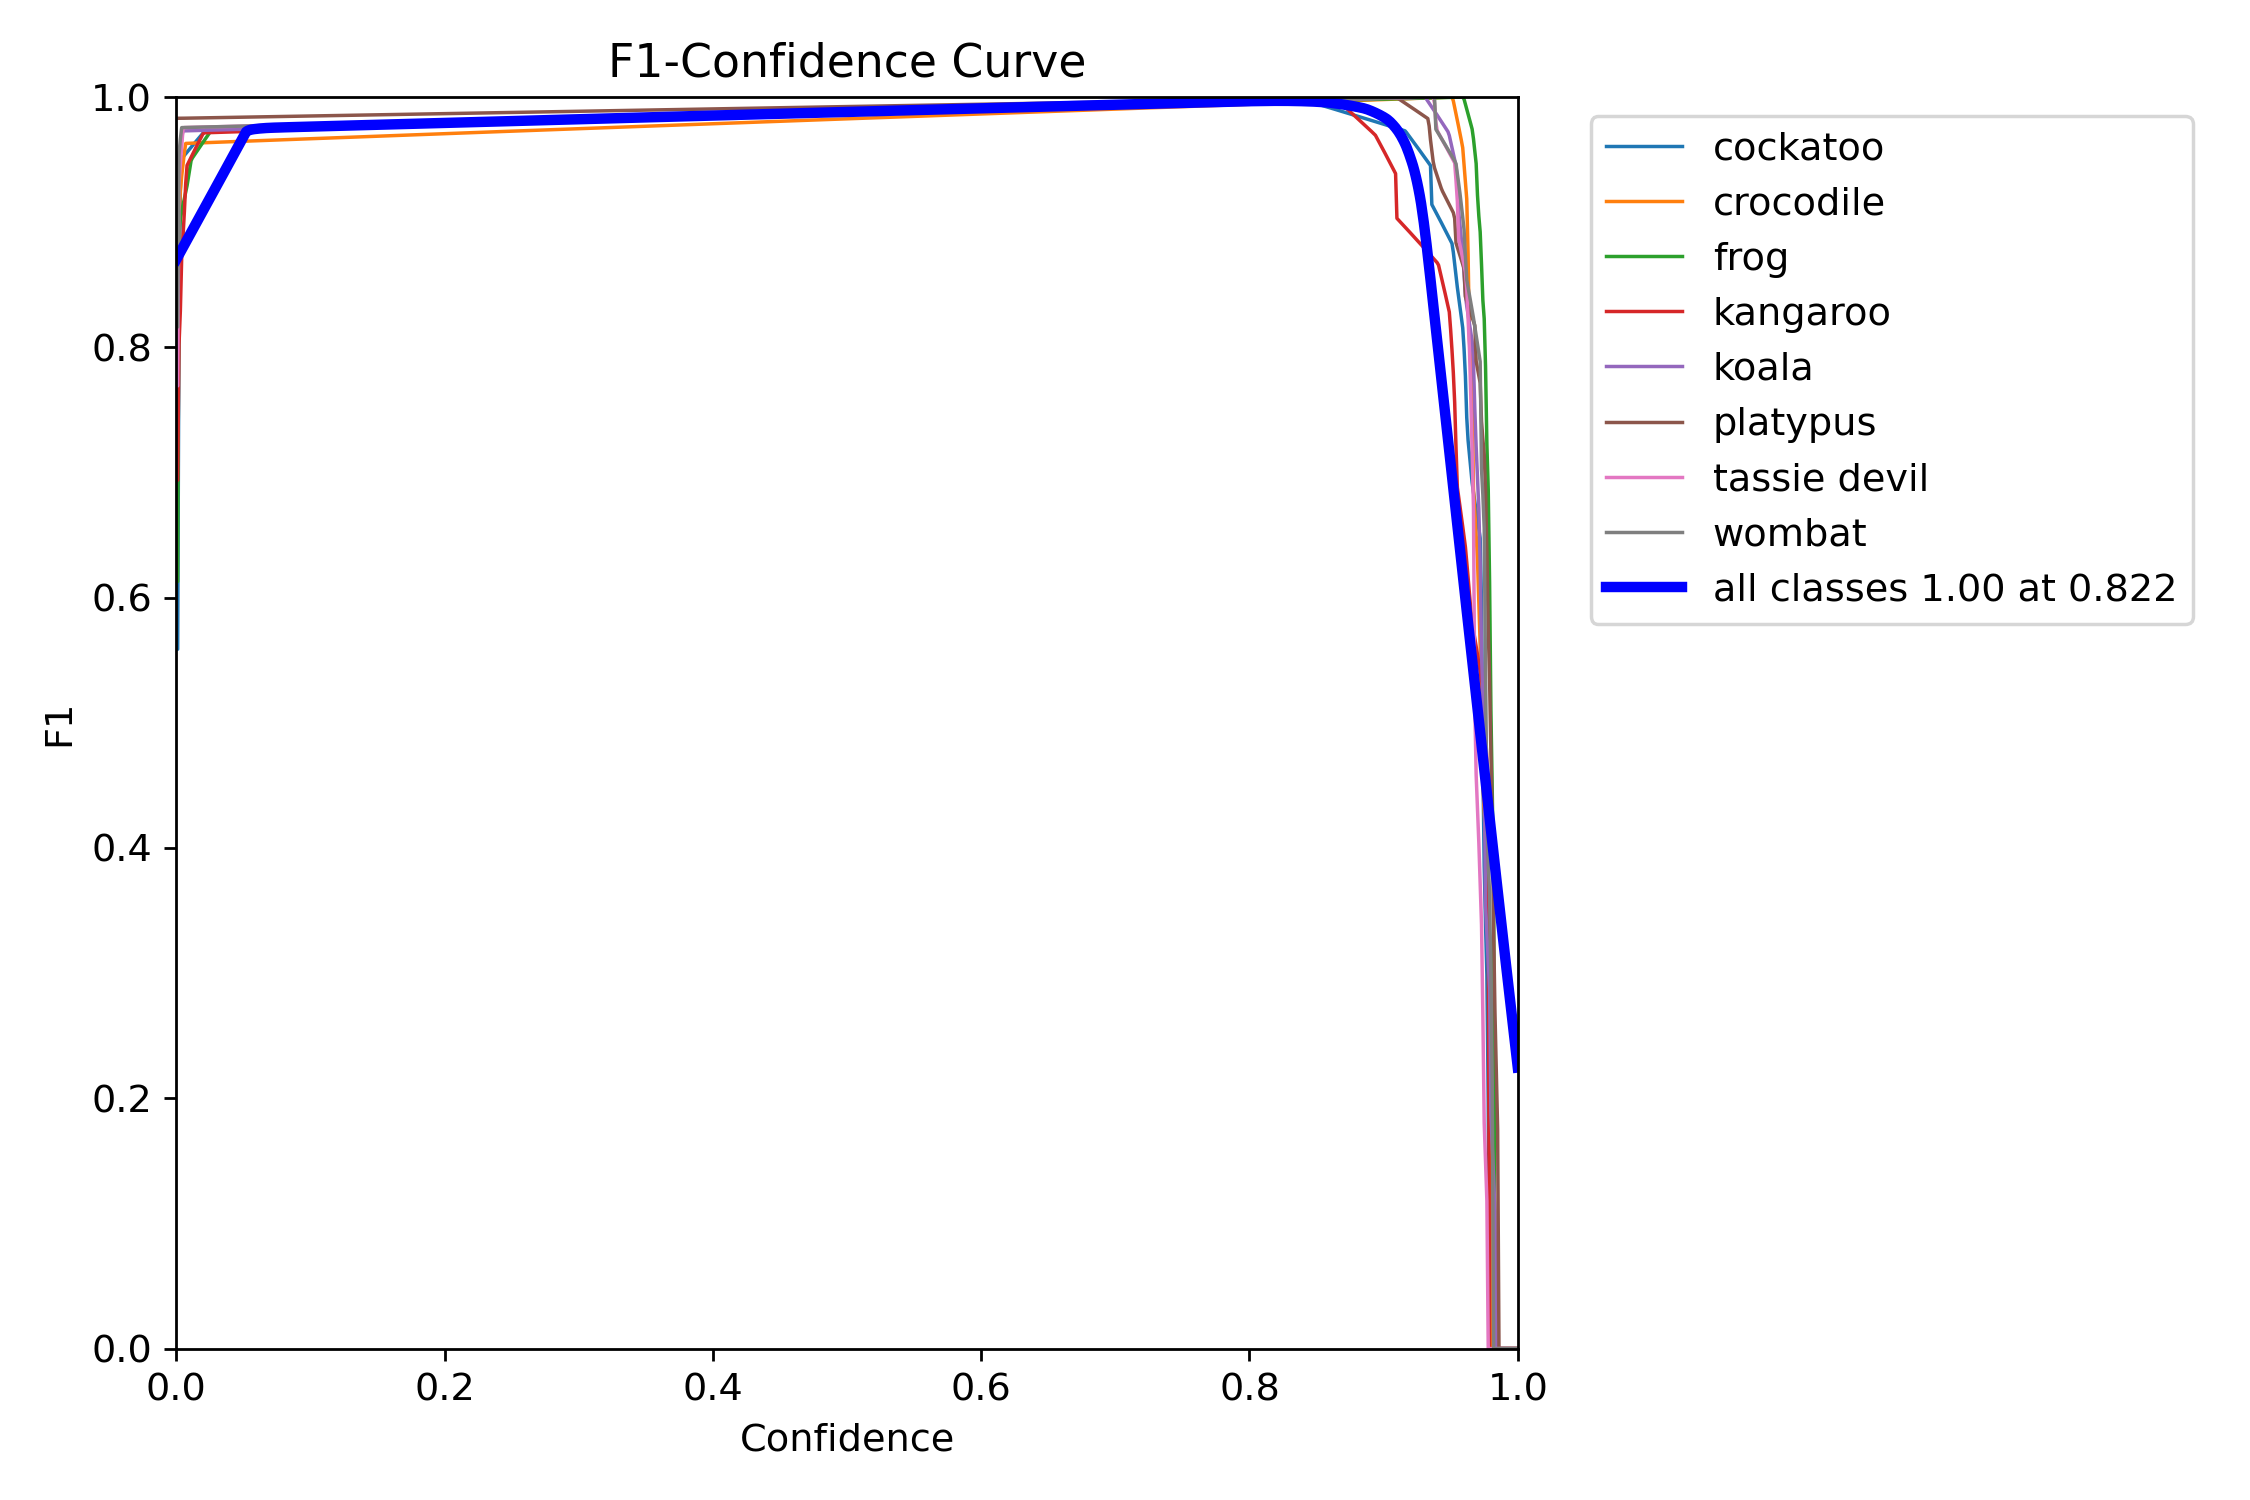 F1-Confidence Curve
1.0
0.8
0.6
0.4
0.2
0.0
F1
0.0 0.2 0.4 0.6 0.8 1.0
Confidence
cockatoo
crocodile
frog
kangaroo
koala
platypus
tassie devil
wombat
all classes 1.00 at 0.822